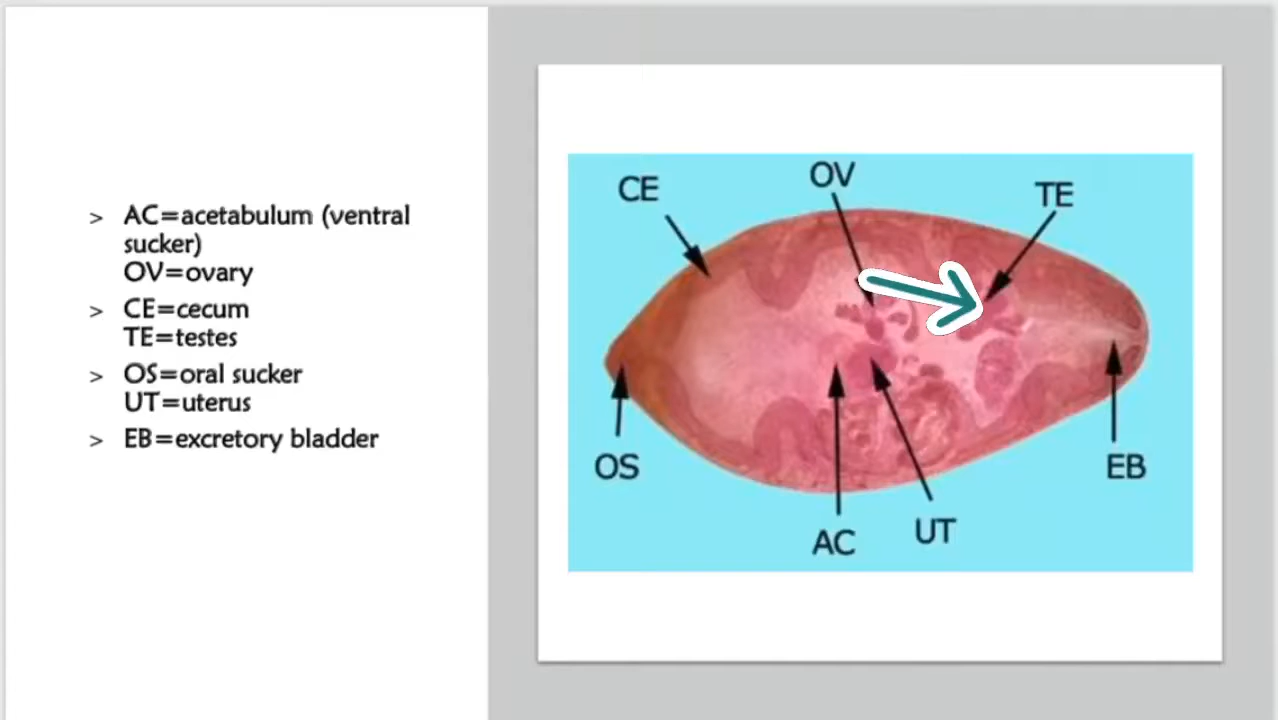 > AC=acetabulum (ventral
sucker)
OV=ovary
> CE=cecum
TE=testes
> OS=oral sucker
UT=uterus
> EB=excretory bladder
CE
OV
TE
OS
AC
UT
EB